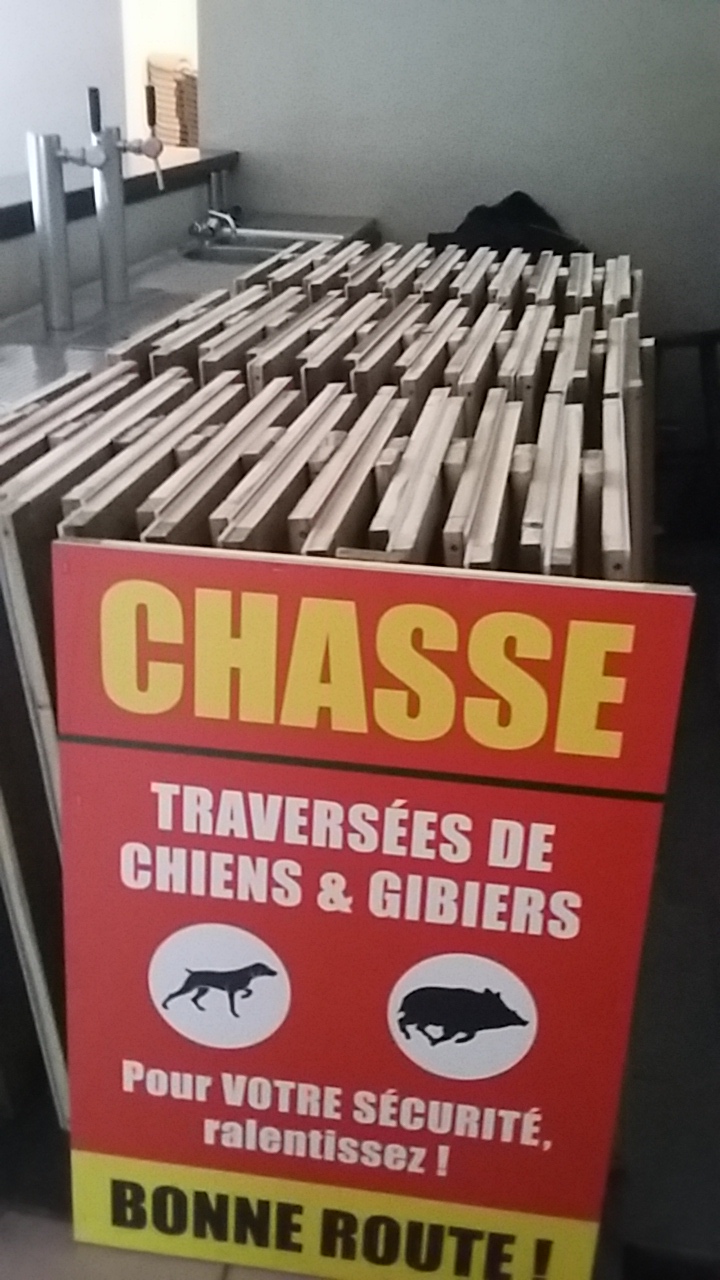 CHASSE
TRAVERSÉES DE
CHIENS & GIBIERS
Pour VOTRE SÉCURITÉ,
ralentissez !
BONNE ROUTE !